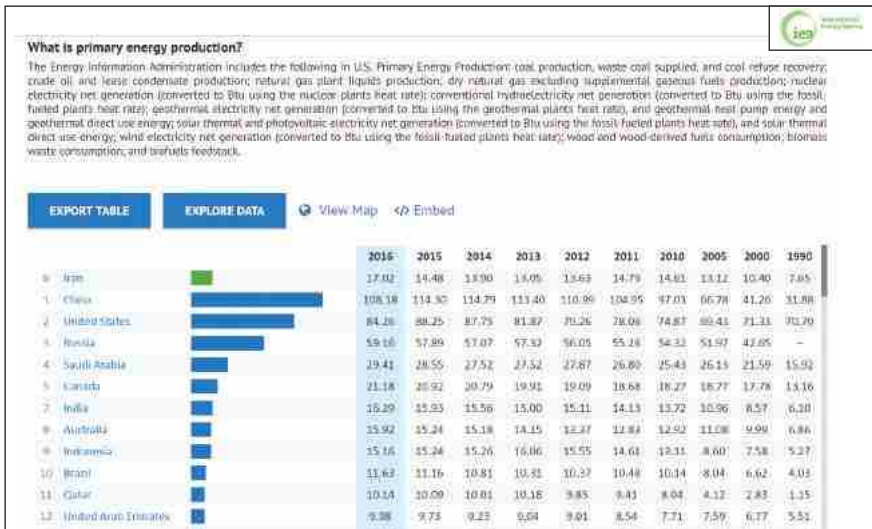 iea
What is primary energy production?
The Energy Information Administration includes the following in U.S. Primary Energy Production: coal production, waste coal supplied, and coal refuse recovery;
crude oil and lease condensate production; natural gas plant liquids production; dry natural gas excluding supplemental gaseous fuels production; nuclear
electricity net generation (converted to Btu using the nuclear plants heat rate); conventional hydroelectricity net generation (converted to Btu using the fossil-
fueled plants heat rate); geothermal electricity net generation (converted to Btu using the geothermal plants heat rate), and geothermal heat pump energy and
geothermal direct use energy; solar thermal and photovoltaic electricity net generation (converted to Btu using the fossil-fueled plants heat rate), and solar thermal
direct use energy; wind electricity net generation (converted to Btu using the fossil-fueled plants heat rate); wood and wood-derived fuels consumption; biomass
waste consumption; and biofuels feedstock.
EXPORT TABLE EXPLORE DATA View Map </> Embed
2016 2015 2014 2013 2012 2011 2010 2005 2000 1990
6 Iran 17.02 14.48 13.90 13.05 13.63 14.79 14.61 13.12 10.40 7.65
1 China 108.18 114.30 114.79 113.40 110.99 104.95 97.03 66.78 41.26 31.88
2 United States 84.26 88.25 87.75 81.87 79.26 78.06 74.87 69.43 71.33 70.70
3 Russia 59.16 57.89 57.07 57.32 56.05 55.26 54.32 51.97 42.05 –
4 Saudi Arabia 29.41 28.55 27.52 27.52 27.87 26.80 25.43 26.13 21.59 15.92
5 Canada 21.18 20.92 20.79 19.91 19.09 18.68 18.27 18.77 17.78 13.16
7 India 16.29 15.93 15.56 15.00 15.11 14.13 13.72 10.96 8.57 6.10
8 Australia 15.92 15.24 15.18 14.15 12.83 12.92 11.08 9.99 6.86
9 Indonesia 15.16 15.24 15.26 16.06 15.55 14.61 8.60 7.58 5.27
10 Brazil 11.63 11.16 10.81 10.31 10.37 10.48 10.14 8.04 6.62 4.03
11 Qatar 10.14 10.09 10.01 10.18 9.85 9.41 8.04 4.12 2.83 1.15
12 United Arab Emirates 9.98 9.73 9.23 9.04 9.01 8.54 7.71 7.59 6.77 5.51